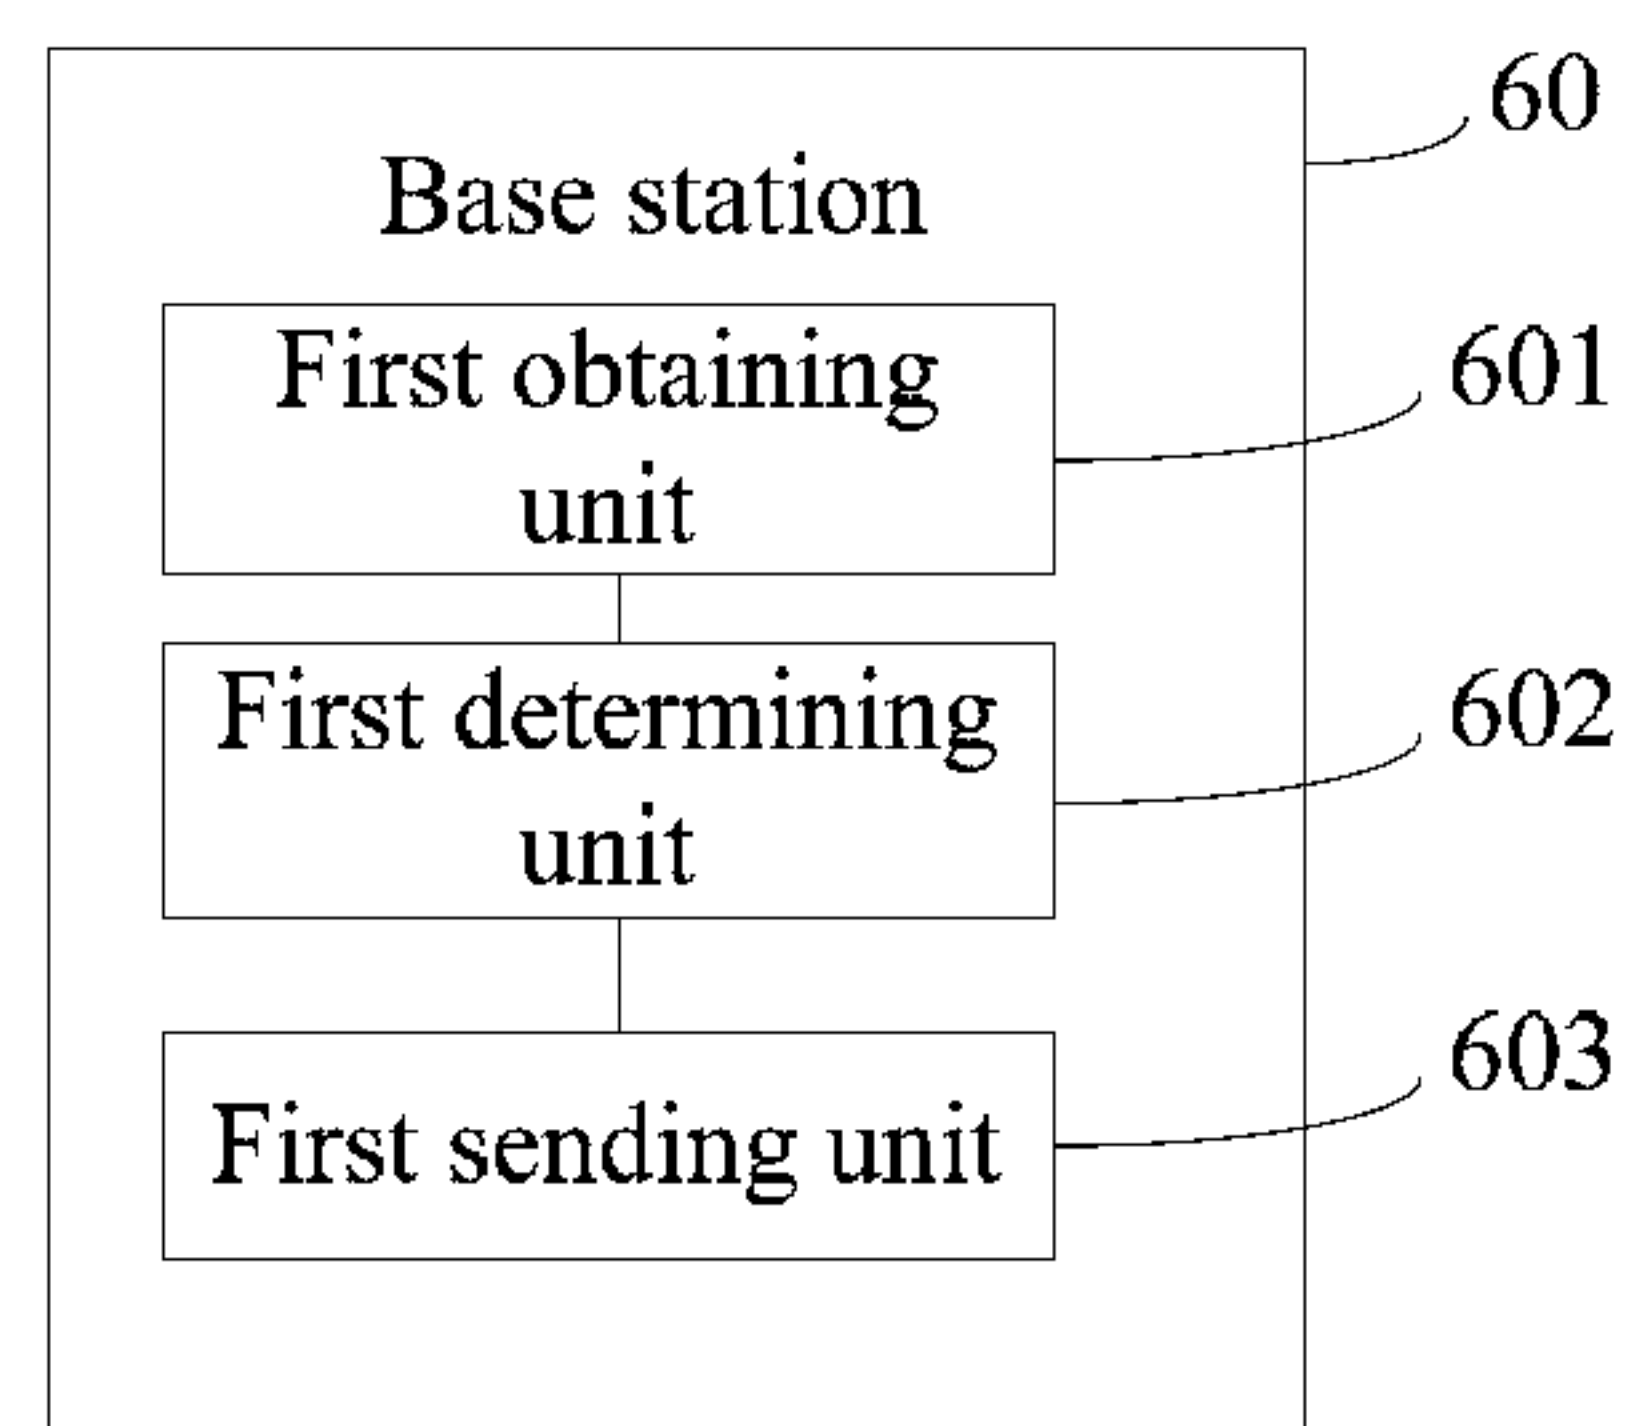 60
Base station
First obtaining
unit
601
First determining
unit
602
First sending unit
603